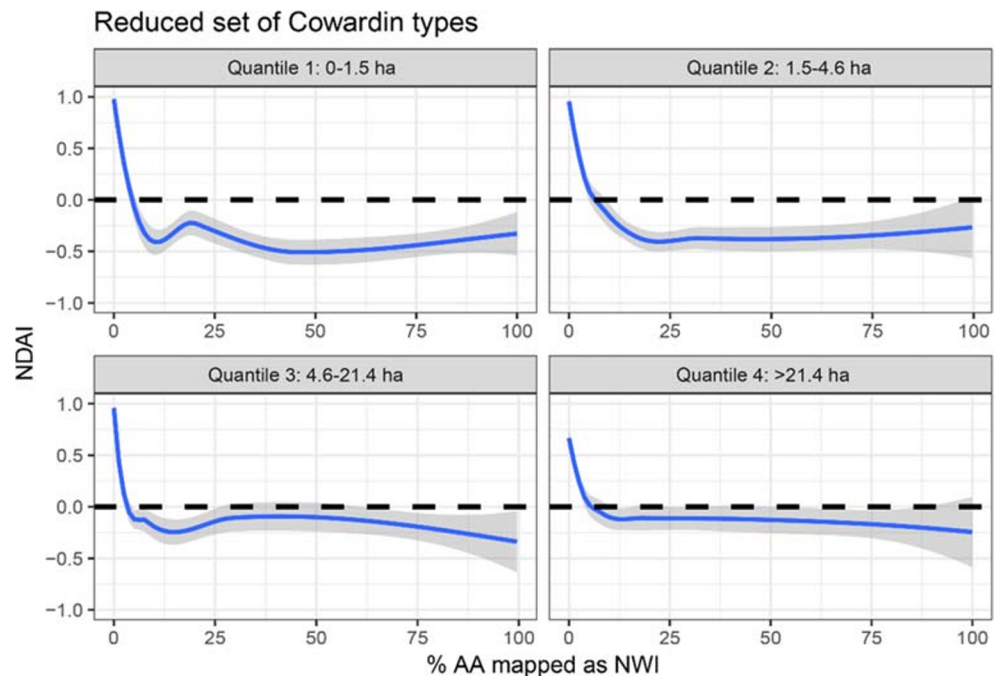 Reduced set of Cowardin types
Quantile 1: 0-1.5 ha
Quantile 2: 1.5-4.6 ha
1.0
0.5
0.0
−0.5
−1.0
0 25 50 75 100
0 25 50 75 100
NDAI
Quantile 3: 4.6-21.4 ha
Quantile 4: >21.4 ha
1.0
0.5
0.0
−0.5
−1.0
0 25 50 75 100
0 25 50 75 100
% AA mapped as NWI